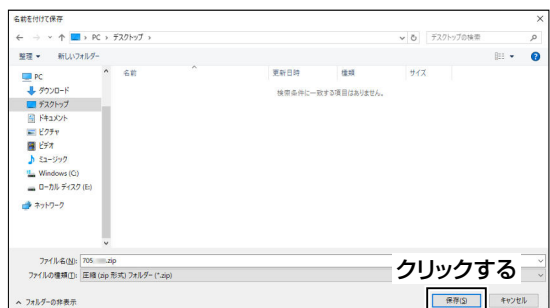 名前を付けて保存
PC › デスクトップ ›
デスクトップの検索
整理 新しいフォルダー
名前 更新日時 種類 サイズ
検索条件に一致する項目はありません。
PC
ダウンロード
デスクトップ
ドキュメント
ピクチャ
ビデオ
ミュージック
Windows (C:)
ローカル ディスク (E:)
ネットワーク
ファイル名(N): 705 .zip
ファイルの種類(T): 圧縮 (zip 形式) フォルダー (*.zip)
クリックする
フォルダーの非表示
保存(S) キャンセル